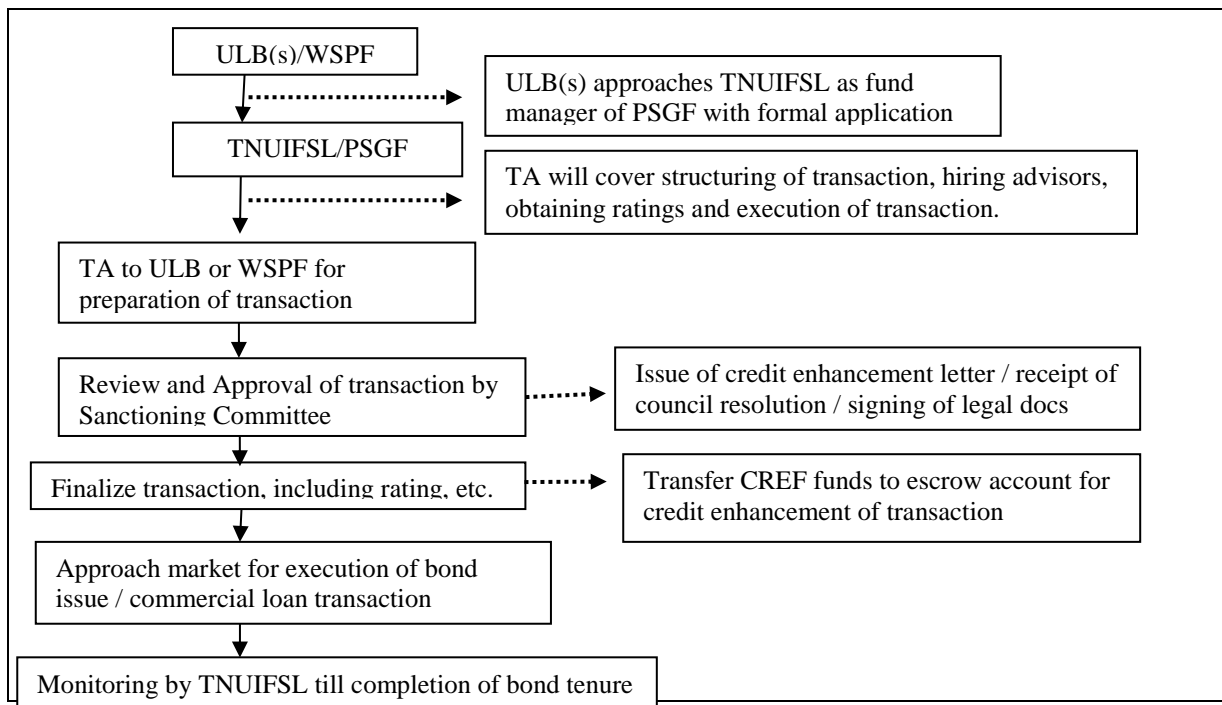 ULB(s)/WSPF
ULB(s) approaches TNUIFSL as fund
manager of PSGF with formal application
TNUIFSL/PSGF
TA will cover structuring of transaction, hiring advisors,
obtaining ratings and execution of transaction.
TA to ULB or WSPF for
preparation of transaction
Review and Approval of transaction by
Sanctioning Committee
Issue of credit enhancement letter / receipt of
council resolution / signing of legal docs
Finalize transaction, including rating, etc.
Transfer CREF funds to escrow account for
credit enhancement of transaction
Approach market for execution of bond
issue / commercial loan transaction
Monitoring by TNUIFSL till completion of bond tenure